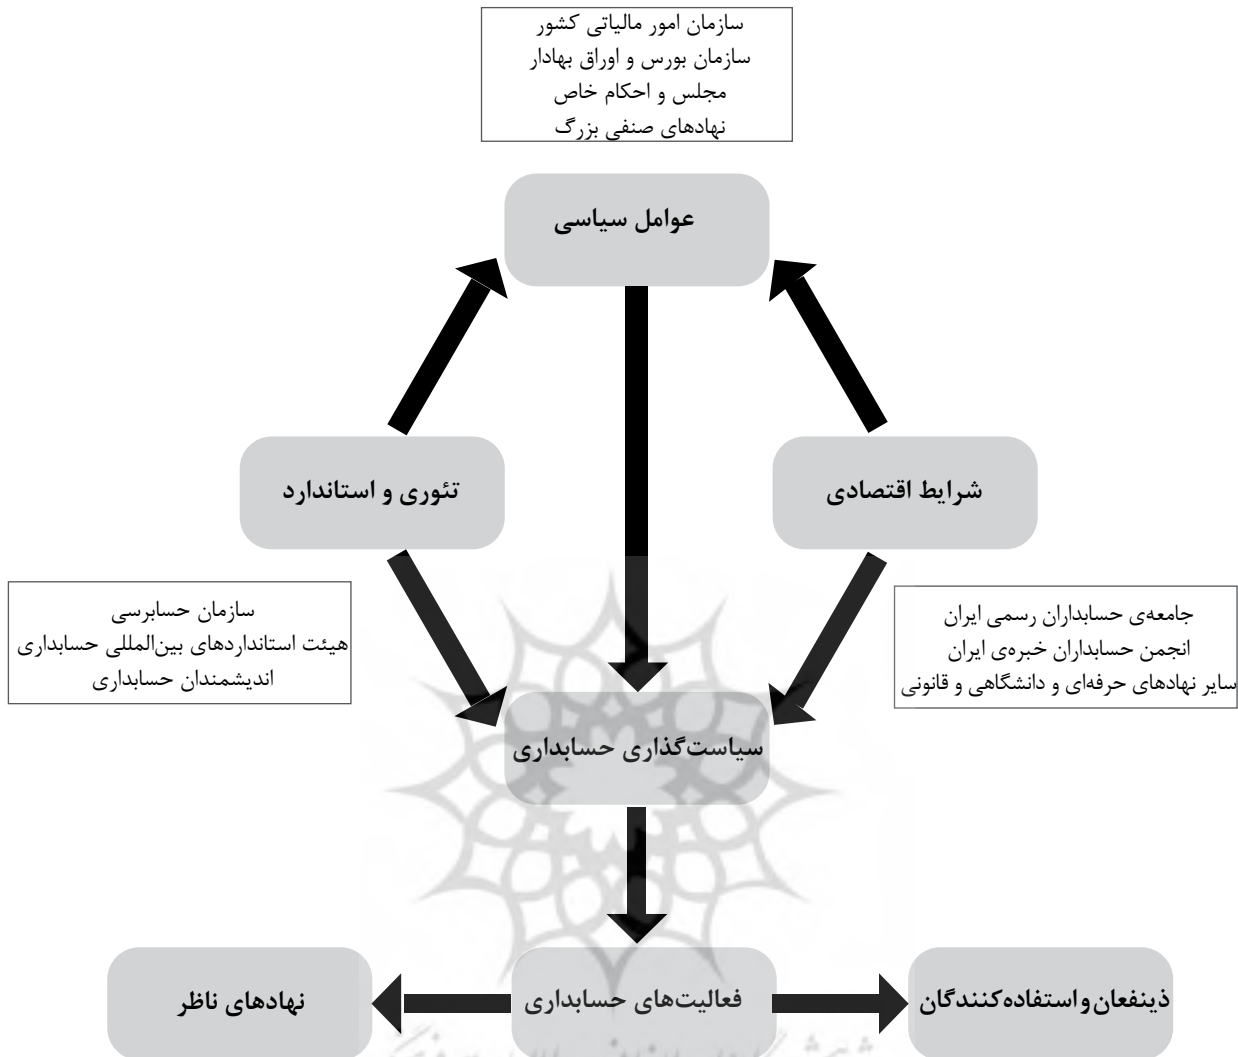 سازمان امور مالیاتی کشور
سازمان بورس و اوراق بهادار
مجلس و احکام خاص
نهادهای صنفی بزرگ
عوامل سیاسی
شرایط اقتصادی
تئوری و استاندارد
جامعه‌ی حسابداران رسمی ایران
انجمن حسابداران خبره‌ی ایران
سایر نهادهای حرفه‌ای و دانشگاهی و قانونی
سازمان حسابرسی
هیئت استانداردهای بین‌المللی حسابداری
اندیشمندان حسابداری
سیاست‌گذاری حسابداری
ذینفعان و استفاده‌کنندگان
فعالیت‌های حسابداری
نهادهای ناظر